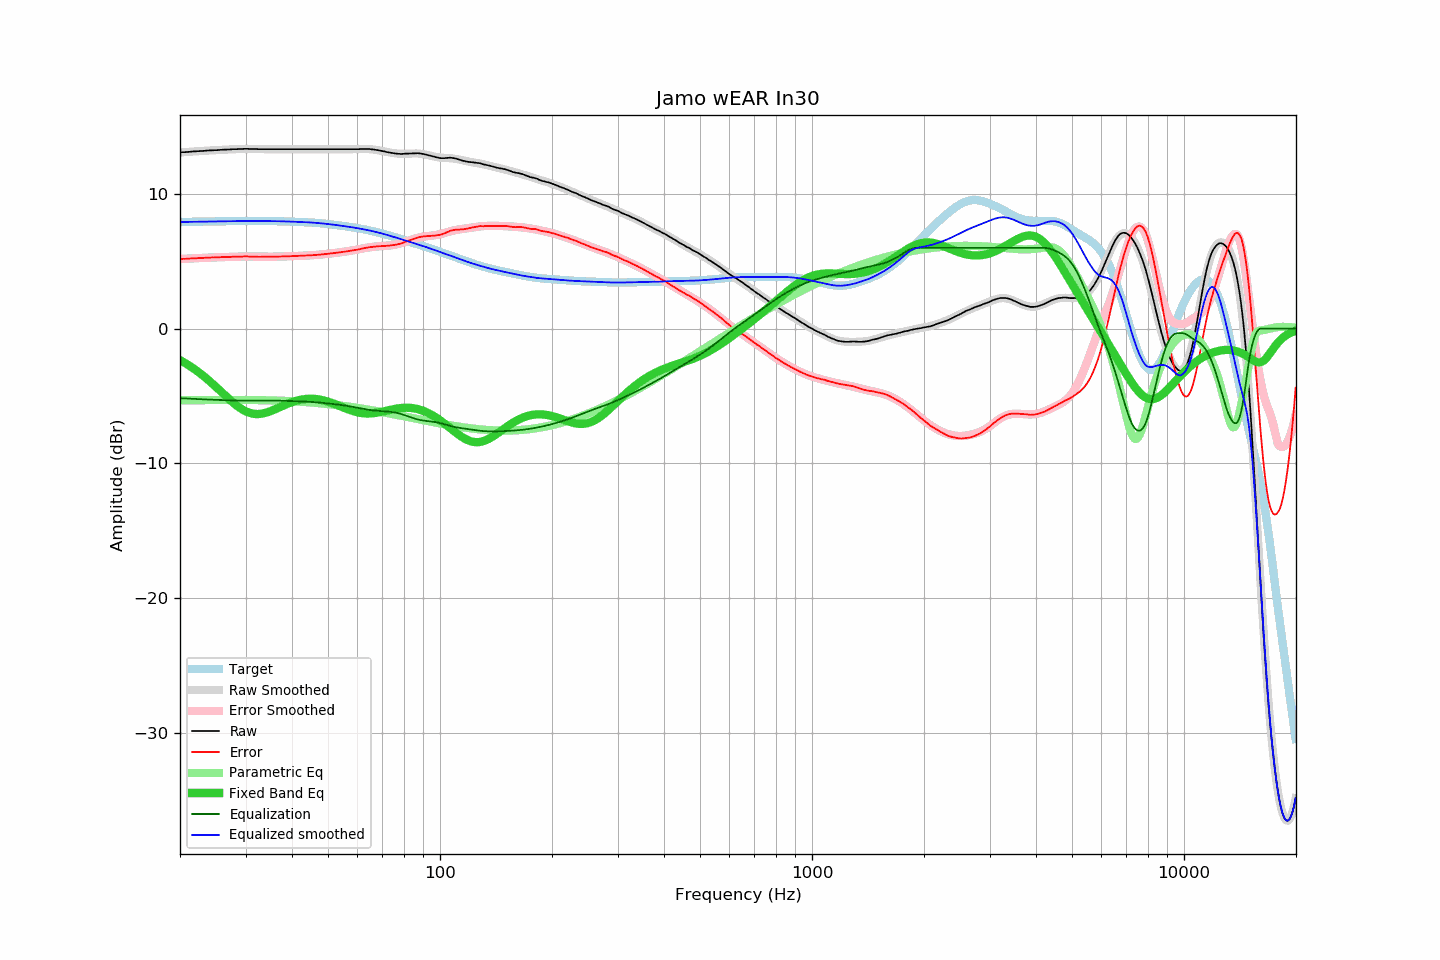 Jamo wEAR In30
10
0
−10
−20
−30
Amplitude (dBr)
Target
Raw Smoothed
Error Smoothed
Raw
Error
Parametric Eq
Fixed Band Eq
Equalization
Equalized smoothed
100 1000 10000
Frequency (Hz)